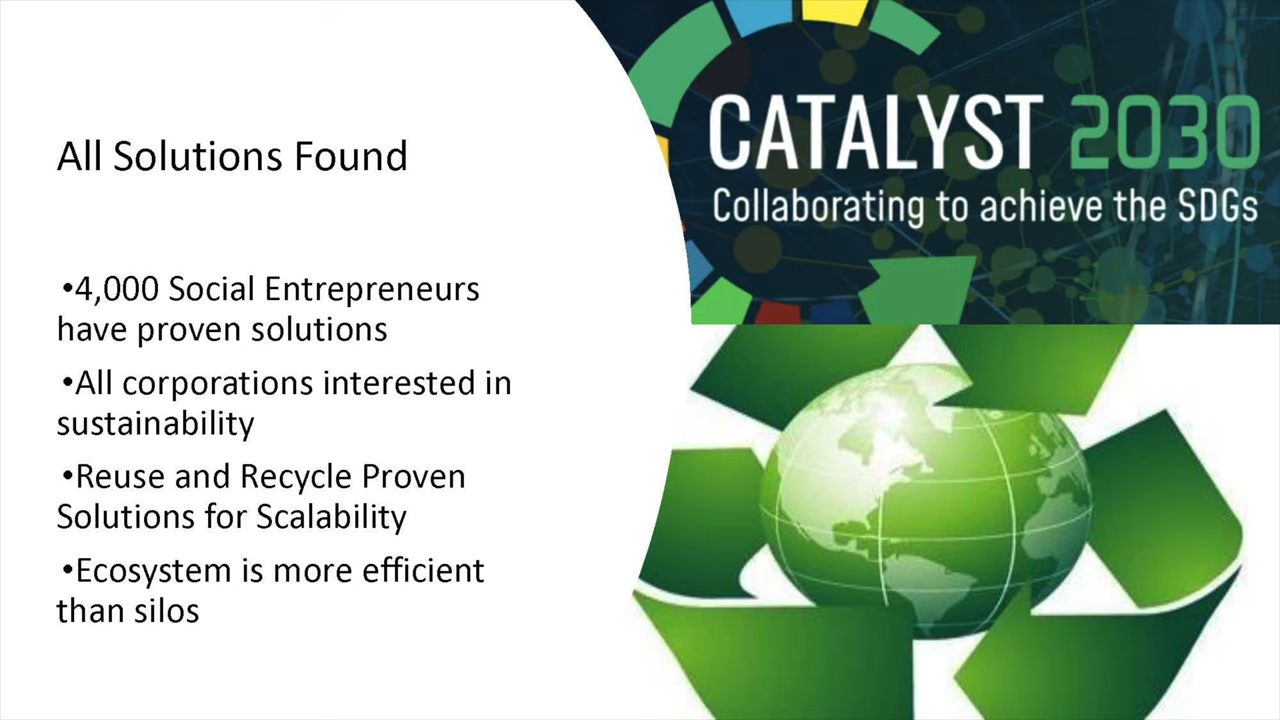 All Solutions Found
•4,000 Social Entrepreneurs
have proven solutions
•All corporations interested in
sustainability
•Reuse and Recycle Proven
Solutions for Scalability
•Ecosystem is more efficient
than silos
CATALYST 2030
Collaborating to achieve the SDGs